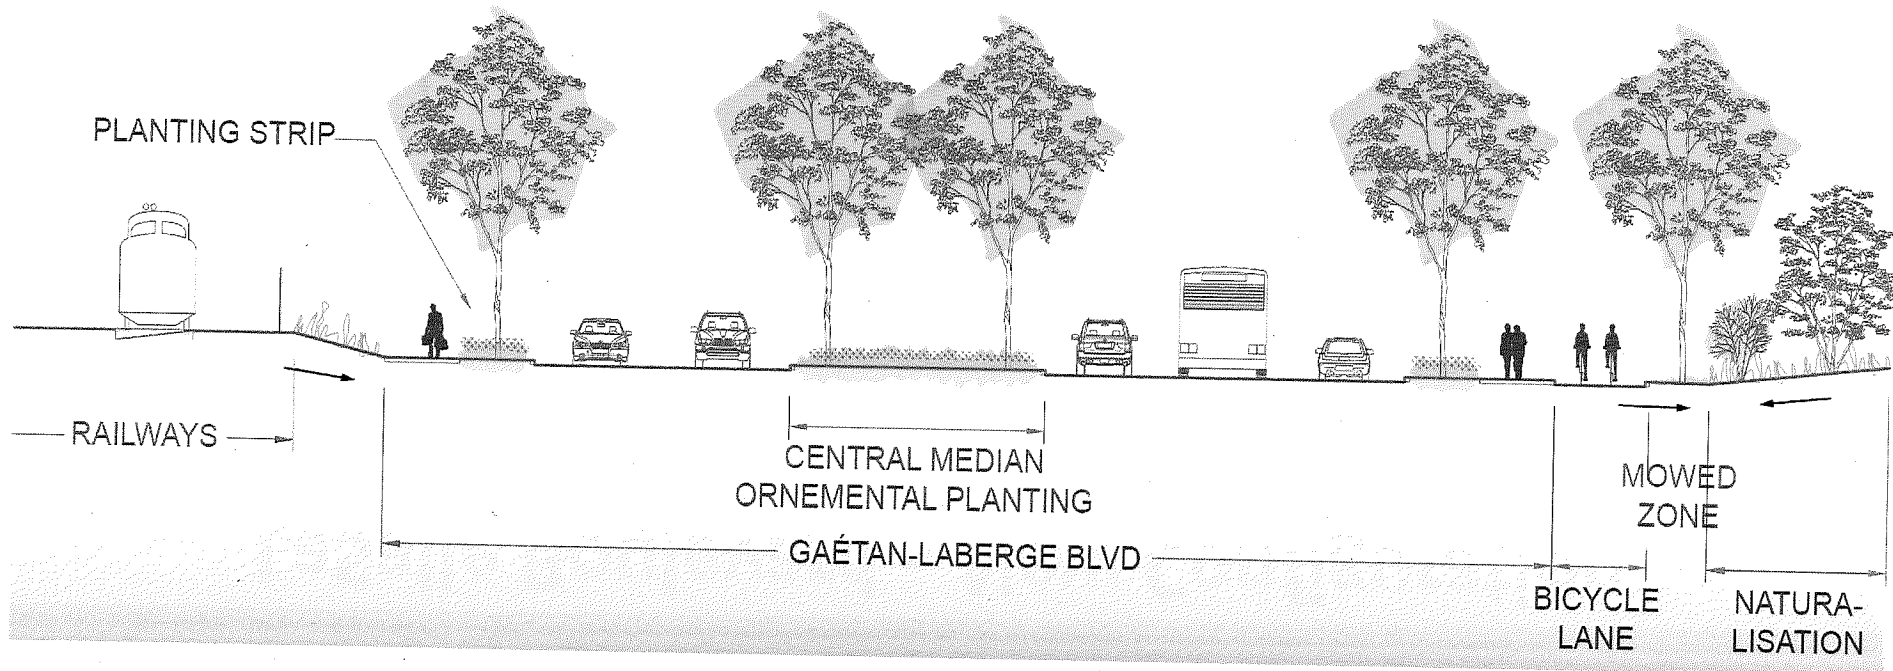 PLANTING STRIP
RAILWAYS
CENTRAL MEDIAN
ORNEMENTAL PLANTING
GAÉTAN-LABERGE BLVD
MOWED
ZONE
BICYCLE
LANE
NATURA-
LISATION